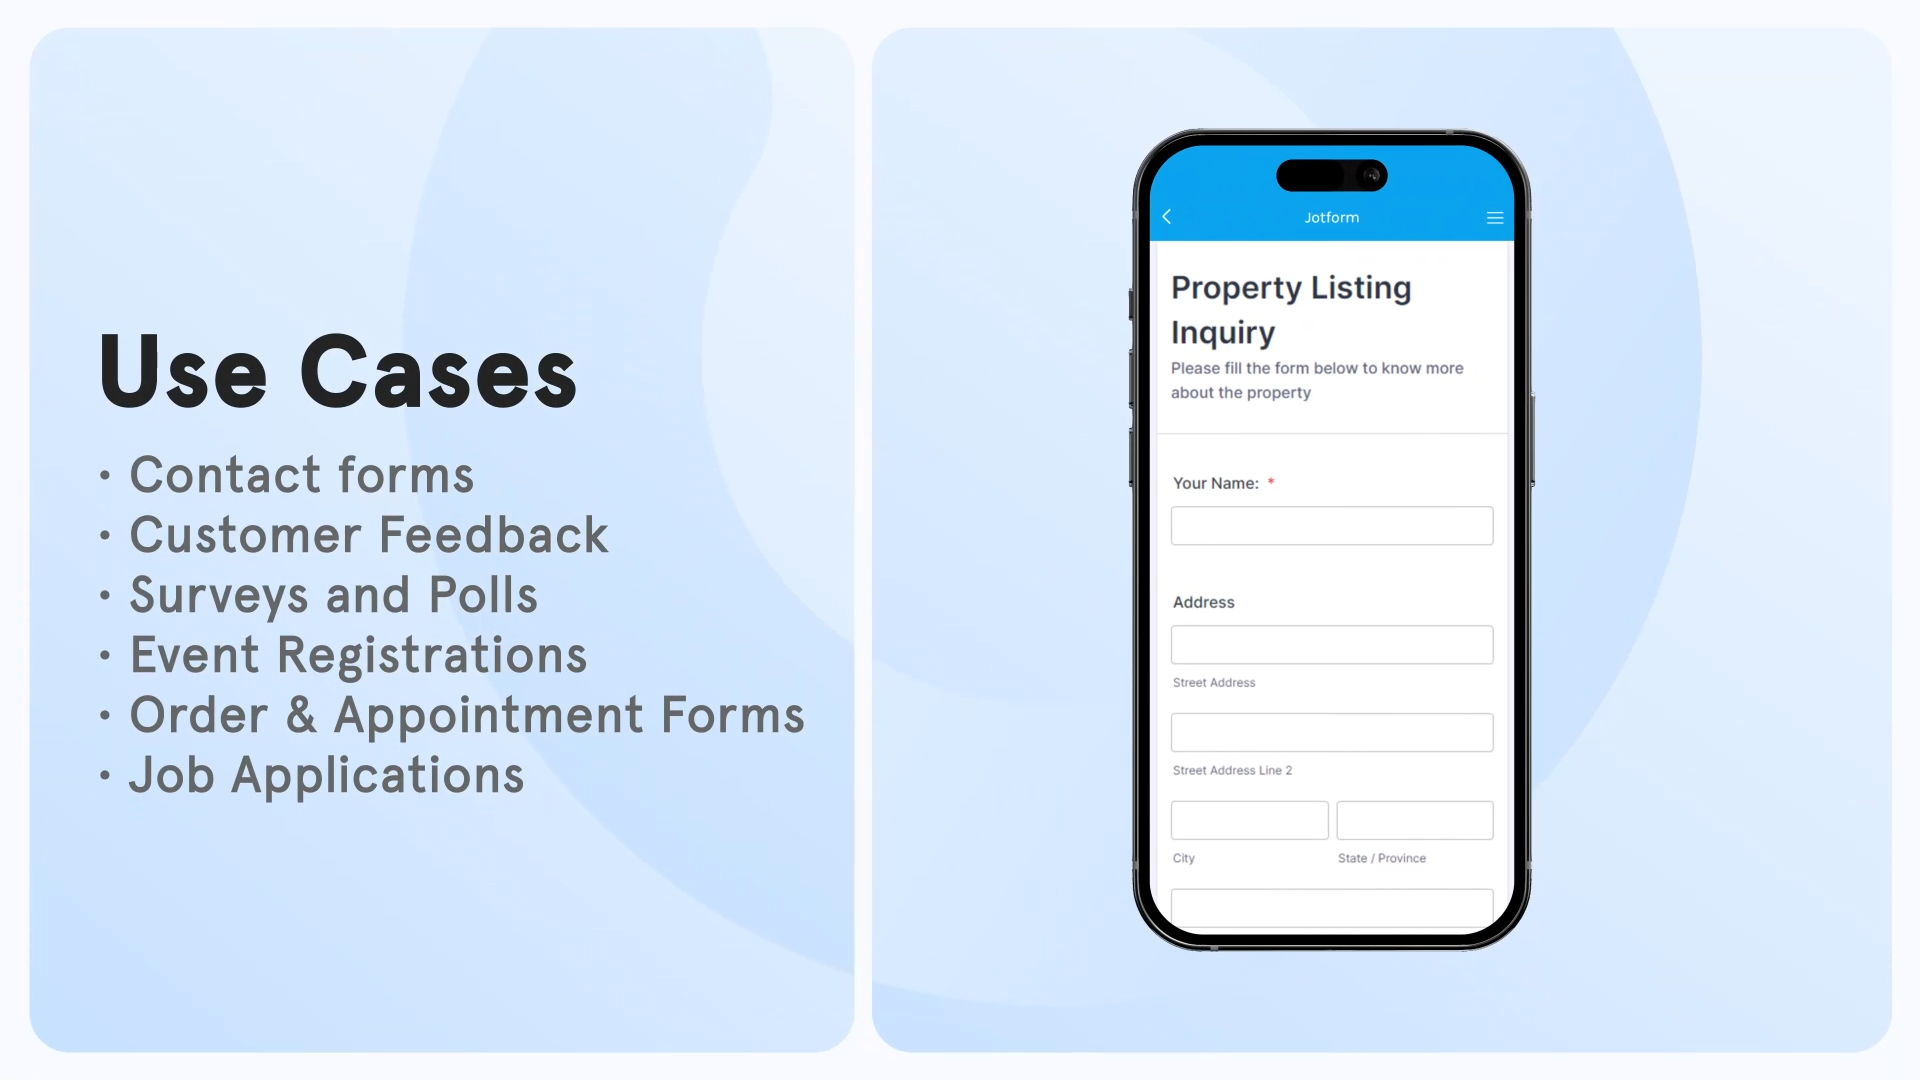 Use Cases
• Contact forms
• Customer Feedback
• Surveys and Polls
• Event Registrations
• Order & Appointment Forms
• Job Applications
Jotform
Property Listing
Inquiry
Please fill the form below to know more
about the property
Your Name: *
Address
Street Address
Street Address Line 2
City
State / Province